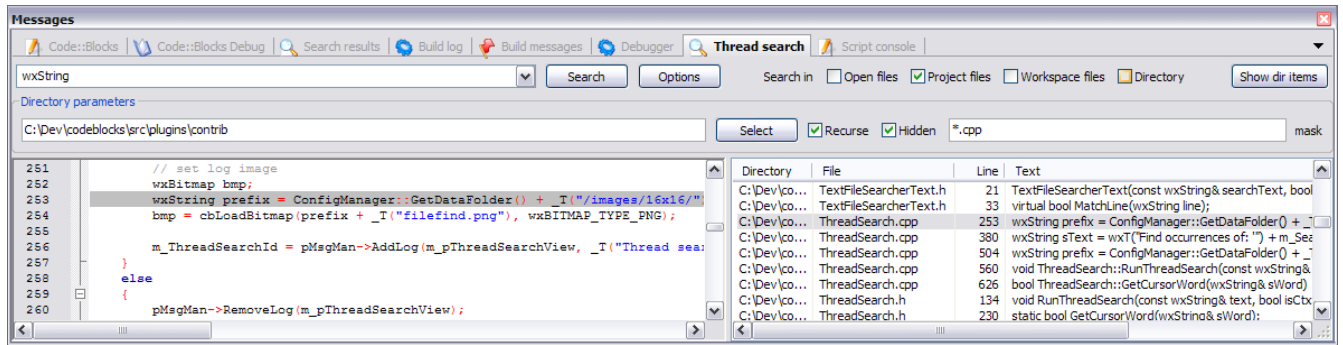 Messages
Code::Blocks Code::Blocks Debug Search results Build log Build messages Debugger Thread search Script console
wxString Search Options Search in Open files Project files Workspace files Directory Show dir items
Directory parameters
C:\Dev\codeblocks\src\plugins\contrib Select Recurse Hidden *.cpp mask
251 // set log image
252 wxBitmap bmp;
253 wxString prefix = ConfigManager::GetDataFolder() + _T("/images/16x16/")
254 bmp = cbLoadBitmap(prefix + _T("filefind.png"), wxBITMAP_TYPE_PNG);
255
256 m_ThreadSearchId = pMsgMan->AddLog(m_pThreadSearchView, _T("Thread sear
257 }
258 else
259 {
260 pMsgMan->RemoveLog(m_pThreadSearchView);
Directory File Line Text
C:\Dev\co... TextFileSearcherText.h 21 TextFileSearcherText(const wxString& searchText, bool
C:\Dev\co... TextFileSearcherText.h 33 virtual bool MatchLine(wxString line);
C:\Dev\co... ThreadSearch.cpp 253 wxString prefix = ConfigManager::GetDataFolder() + _T
C:\Dev\co... ThreadSearch.cpp 380 wxString sText = wxT("Find occurrences of: '") + m_Sea
C:\Dev\co... ThreadSearch.cpp 504 wxString prefix = ConfigManager::GetDataFolder() + _T
C:\Dev\co... ThreadSearch.cpp 560 void ThreadSearch::RunThreadSearch(const wxString&
C:\Dev\co... ThreadSearch.cpp 626 bool ThreadSearch::GetCursorWord(wxString& sWord)
C:\Dev\co... ThreadSearch.h 134 void RunThreadSearch(const wxString& text, bool isCtx
C:\Dev\co... ThreadSearch.h 230 static bool GetCursorWord(wxString& sWord);